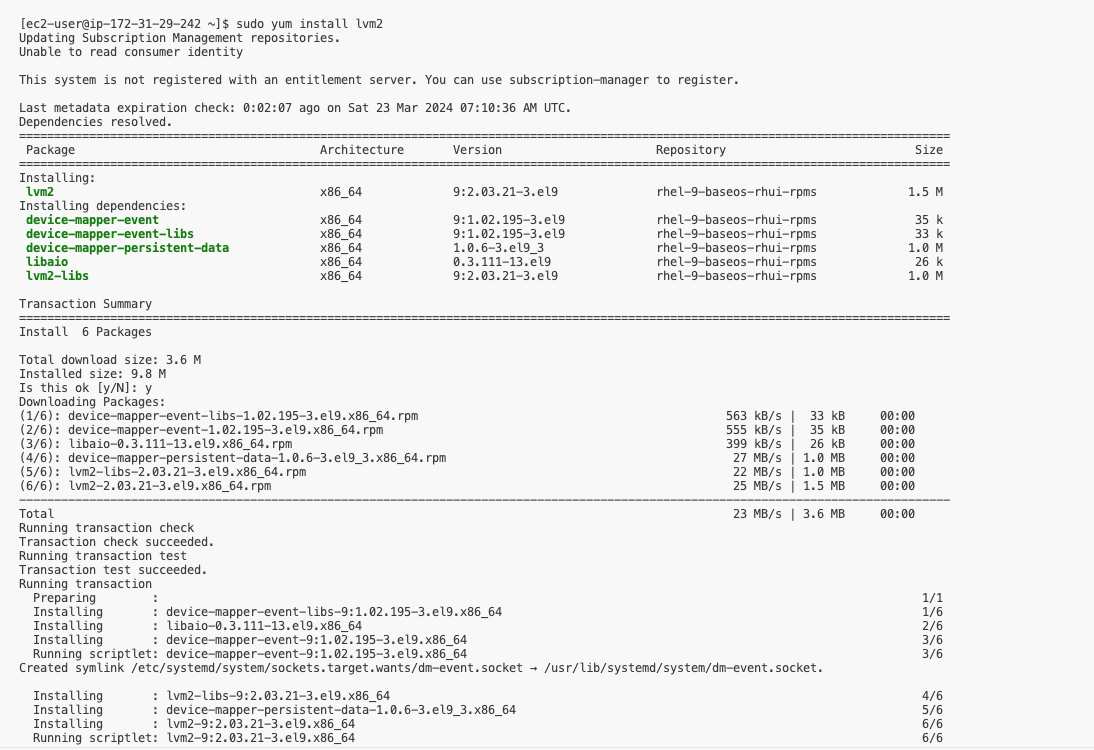 [ec2-user@ip-172-31-29-242 ~]$ sudo yum install lvm2
Updating Subscription Management repositories.
Unable to read consumer identity
This system is not registered with an entitlement server. You can use subscription-manager to register.
Last metadata expiration check: 0:02:07 ago on Sat 23 Mar 2024 07:10:36 AM UTC.
Dependencies resolved.
Package Architecture Version Repository Size
Installing:
lvm2 x86_64 9:2.03.21-3.el9 rhel-9-baseos-rhui-rpms 1.5 M
Installing dependencies:
device-mapper-event x86_64 9:1.02.195-3.el9 rhel-9-baseos-rhui-rpms 35 k
device-mapper-event-libs x86_64 9:1.02.195-3.el9 rhel-9-baseos-rhui-rpms 33 k
device-mapper-persistent-data x86_64 1.0.6-3.el9_3 rhel-9-baseos-rhui-rpms 1.0 M
libaio x86_64 0.3.111-13.el9 rhel-9-baseos-rhui-rpms 26 k
lvm2-libs x86_64 9:2.03.21-3.el9 rhel-9-baseos-rhui-rpms 1.0 M
Transaction Summary
Install  6 Packages
Total download size: 3.6 M
Installed size: 9.8 M
Is this ok [y/N]: y
Downloading Packages:
(1/6): device-mapper-event-libs-1.02.195-3.el9.x86_64.rpm 563 kB/s |  33 kB 00:00
(2/6): device-mapper-event-1.02.195-3.el9.x86_64.rpm 555 kB/s |  35 kB 00:00
(3/6): libaio-0.3.111-13.el9.x86_64.rpm 399 kB/s |  26 kB 00:00
(4/6): device-mapper-persistent-data-1.0.6-3.el9_3.x86_64.rpm 27 MB/s | 1.0 MB 00:00
(5/6): lvm2-libs-2.03.21-3.el9.x86_64.rpm 22 MB/s | 1.0 MB 00:00
(6/6): lvm2-2.03.21-3.el9.x86_64.rpm 25 MB/s | 1.5 MB 00:00
Total 23 MB/s | 3.6 MB 00:00
Running transaction check
Transaction check succeeded.
Running transaction test
Transaction test succeeded.
Running transaction
Preparing : 1/1
Installing : device-mapper-event-libs-9:1.02.195-3.el9.x86_64 1/6
Installing : libaio-0.3.111-13.el9.x86_64 2/6
Installing : device-mapper-event-9:1.02.195-3.el9.x86_64 3/6
Running scriptlet: device-mapper-event-9:1.02.195-3.el9.x86_64 3/6
Created symlink /etc/systemd/system/sockets.target.wants/dm-event.socket → /usr/lib/systemd/system/dm-event.socket.
Installing : lvm2-libs-9:2.03.21-3.el9.x86_64 4/6
Installing : device-mapper-persistent-data-1.0.6-3.el9_3.x86_64 5/6
Installing : lvm2-9:2.03.21-3.el9.x86_64 6/6
Running scriptlet: lvm2-9:2.03.21-3.el9.x86_64 6/6